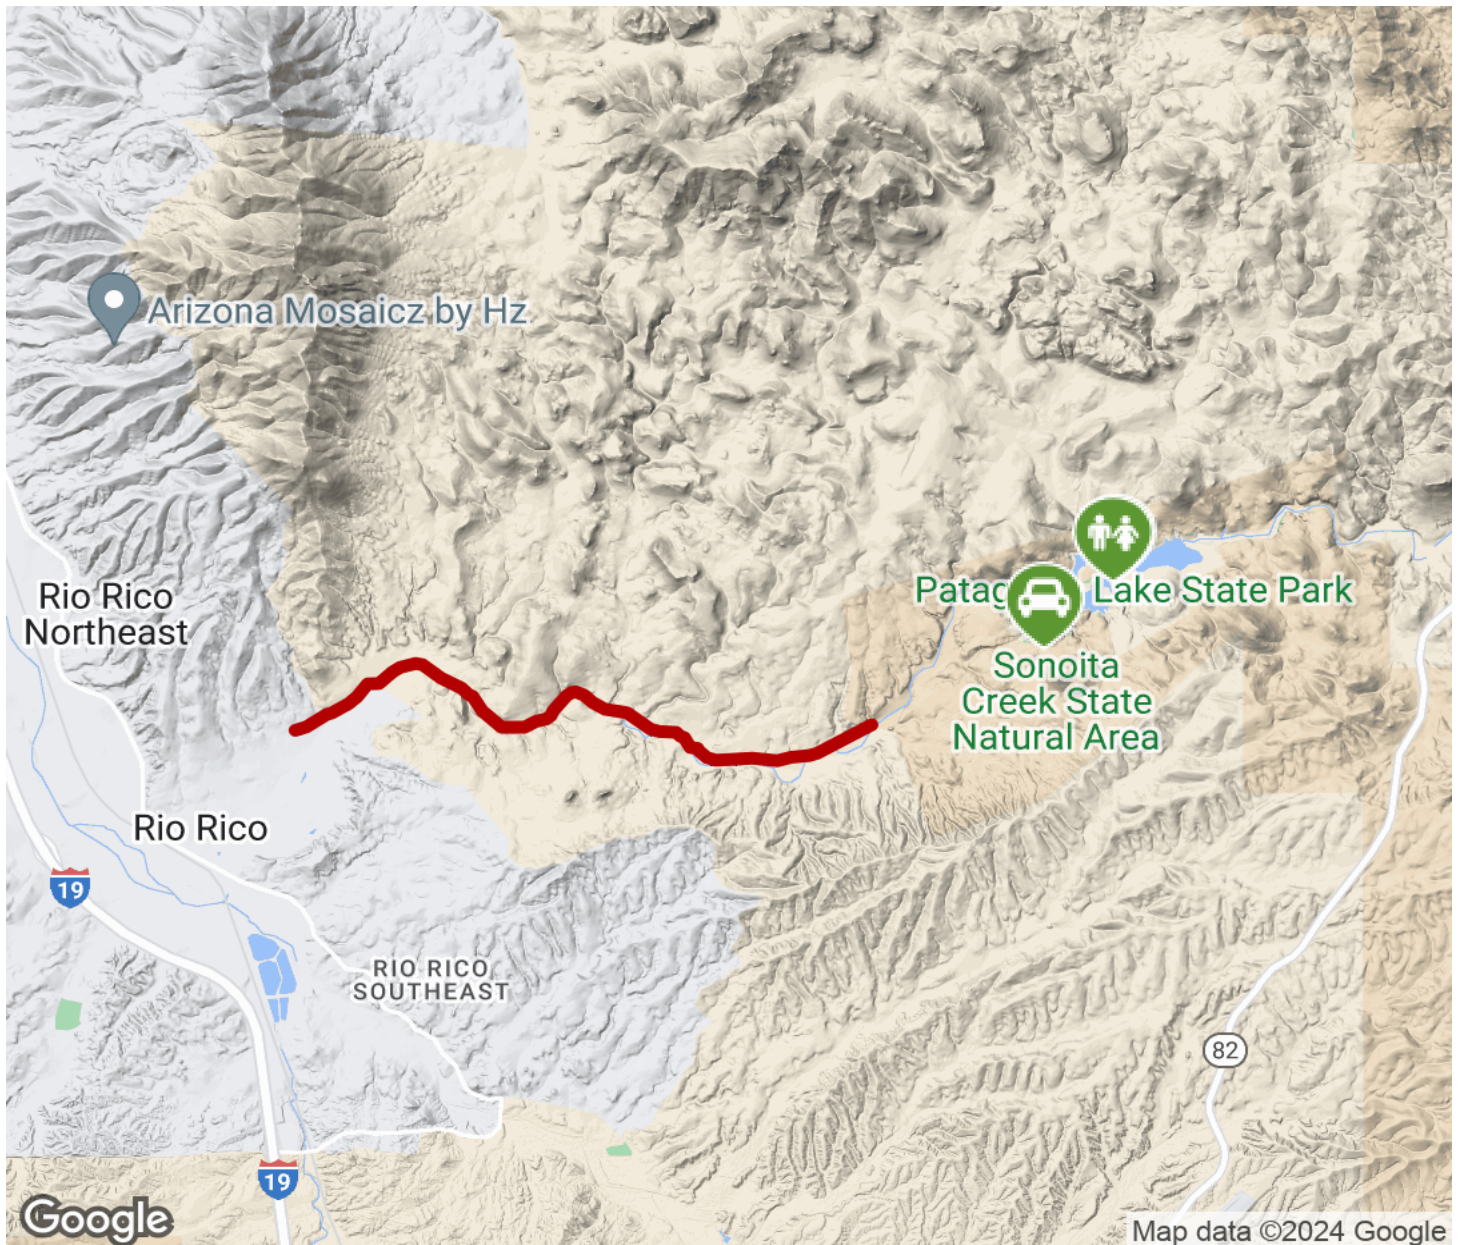 Arizona Mosaicz by Hz
Rio Rico
Northeast
Patag Lake State Park
Sonoita
Creek State
Natural Area
Rio Rico
19
RIO RICO
SOUTHEAST
82
19
Google
Map data ©2024 Google